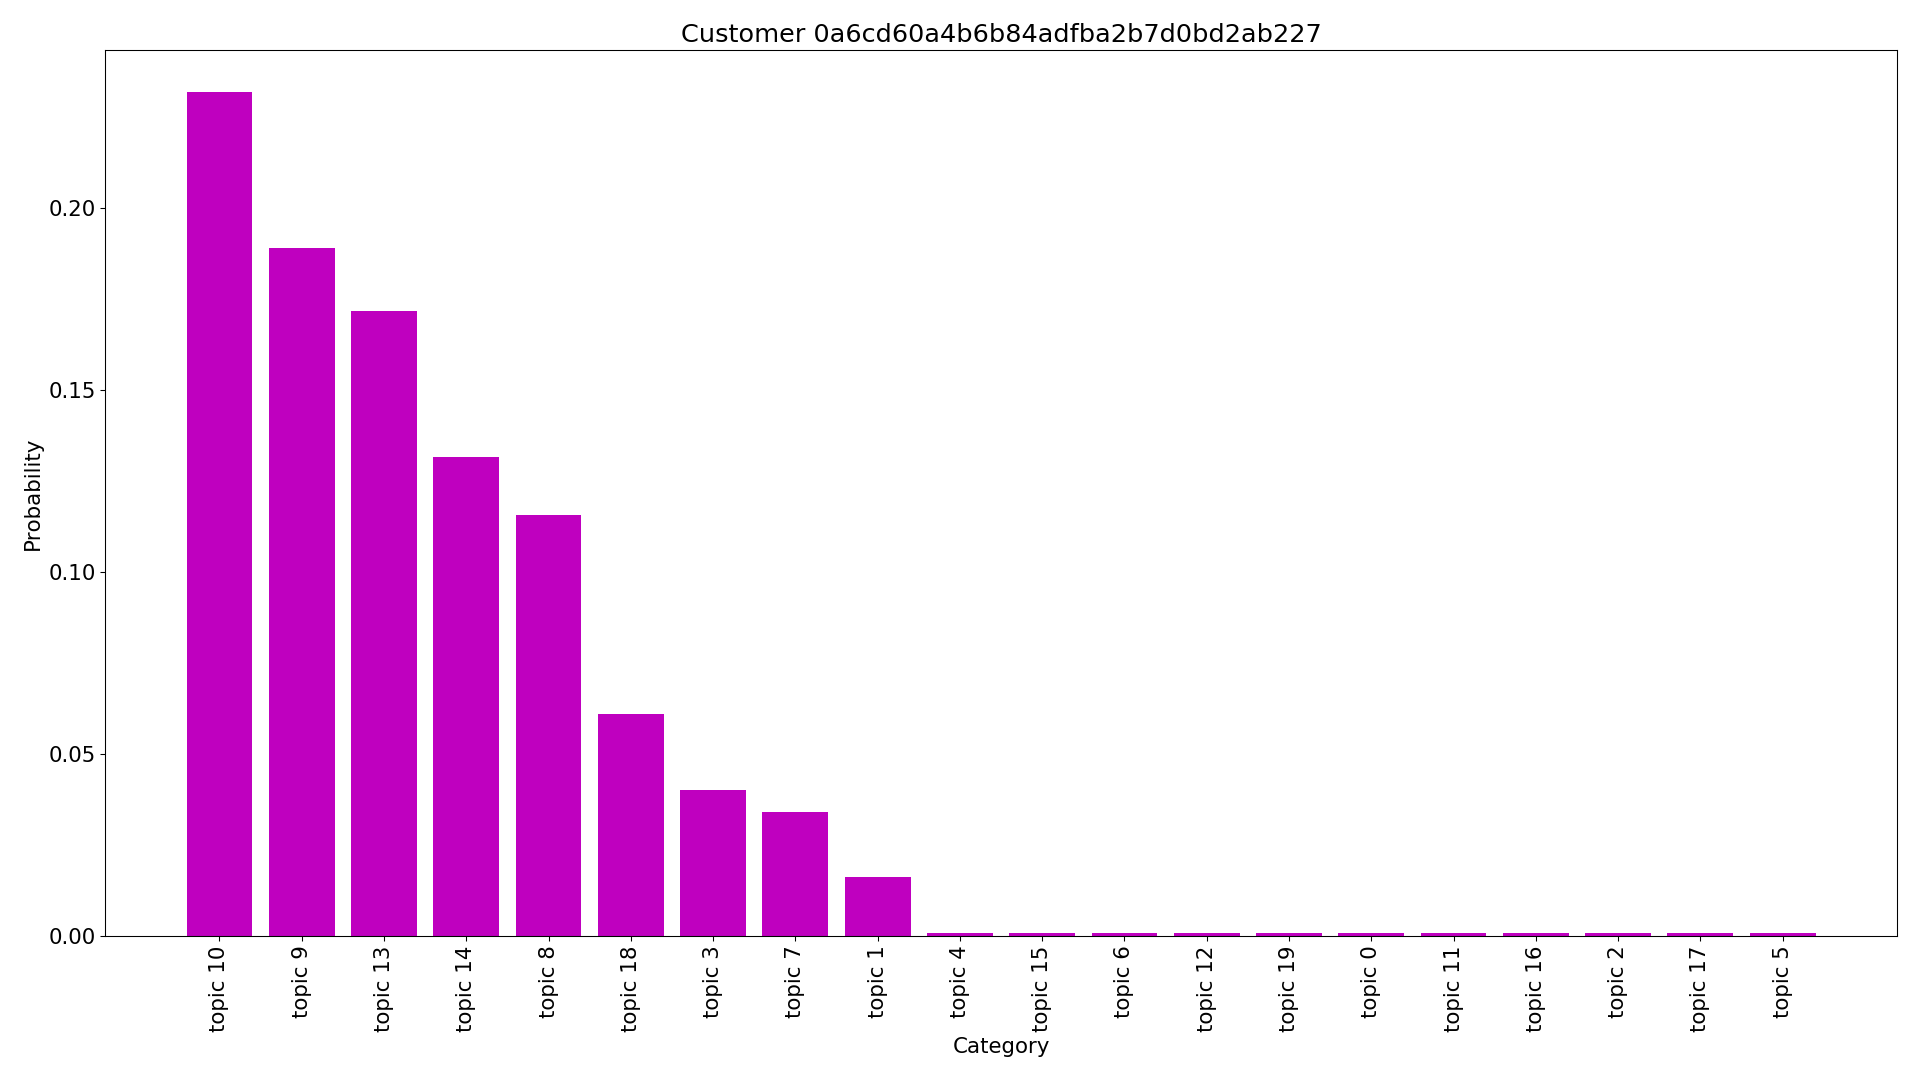 Customer 0a6cd60a4b6b84adfba2b7d0bd2ab227
Probability
0.20
0.15
0.10
0.05
0.00
topic 10
topic 9
topic 13
topic 14
topic 8
topic 18
topic 3
topic 7
topic 1
topic 4
topic 15
topic 6
topic 12
topic 19
topic 0
topic 11
topic 16
topic 2
topic 17
topic 5
Category